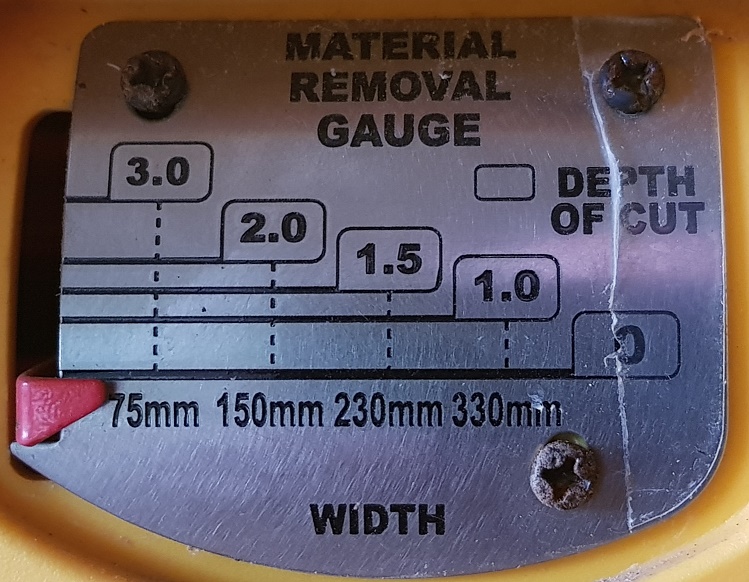 MATERIAL
REMOVAL
GAUGE
3.0
DEPTH
OF CUT
2.0
1.5
1.0
0
75mm 150mm 230mm 330mm
WIDTH